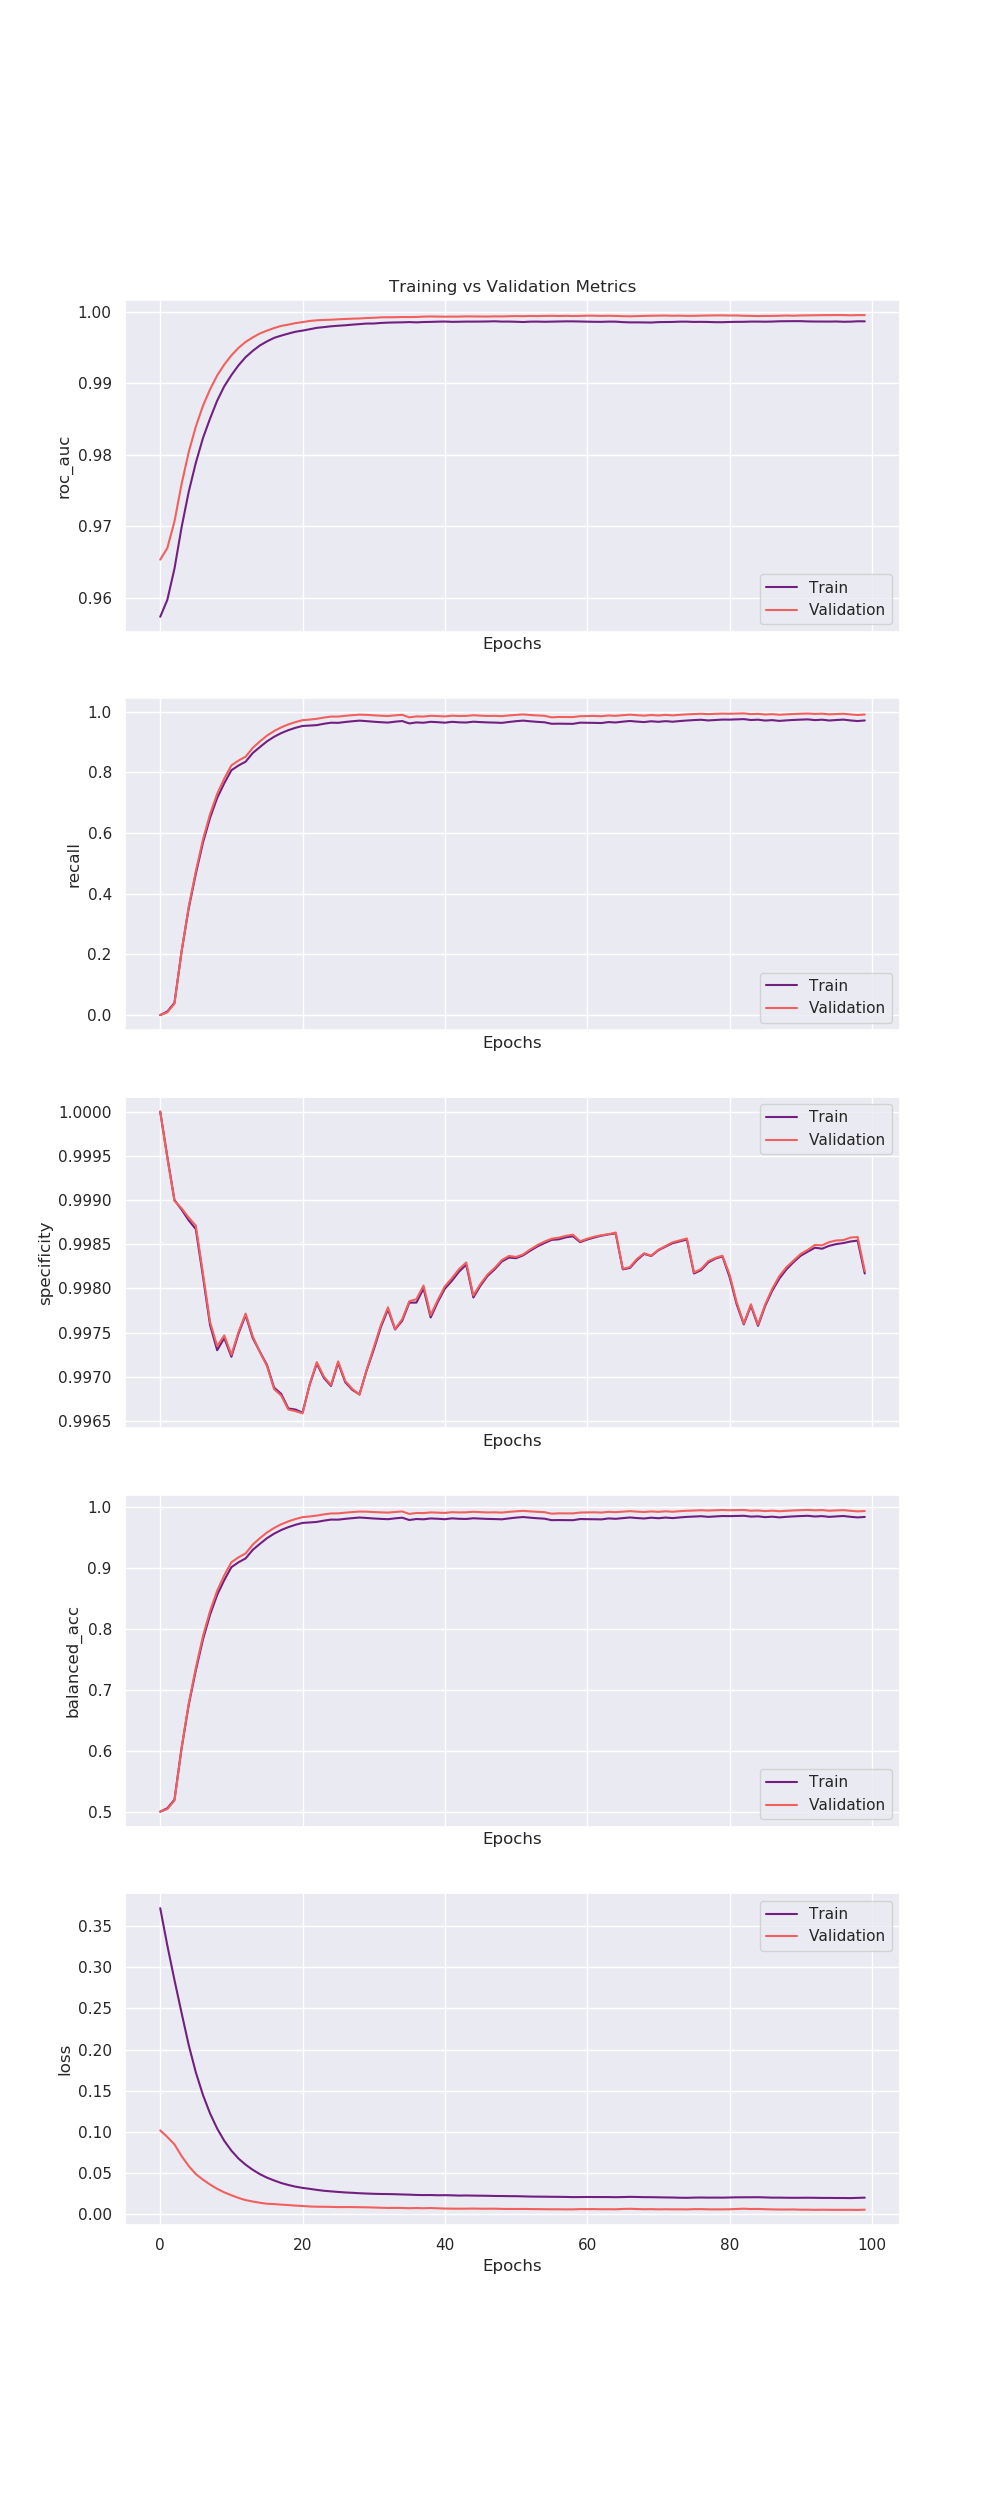 Training vs Validation Metrics
1.00
0.99
0.98
0.97
0.96
roc_auc
Train
Validation
Epochs
1.0
0.8
0.6
0.4
0.2
0.0
recall
Train
Validation
Epochs
1.0000
0.9995
0.9990
0.9985
0.9980
0.9975
0.9970
0.9965
specificity
Train
Validation
Epochs
1.0
0.9
0.8
0.7
0.6
0.5
balanced_acc
Train
Validation
Epochs
0.35
0.30
0.25
0.20
0.15
0.10
0.05
0.00
loss
Train
Validation
0 20 40 60 80 100
Epochs